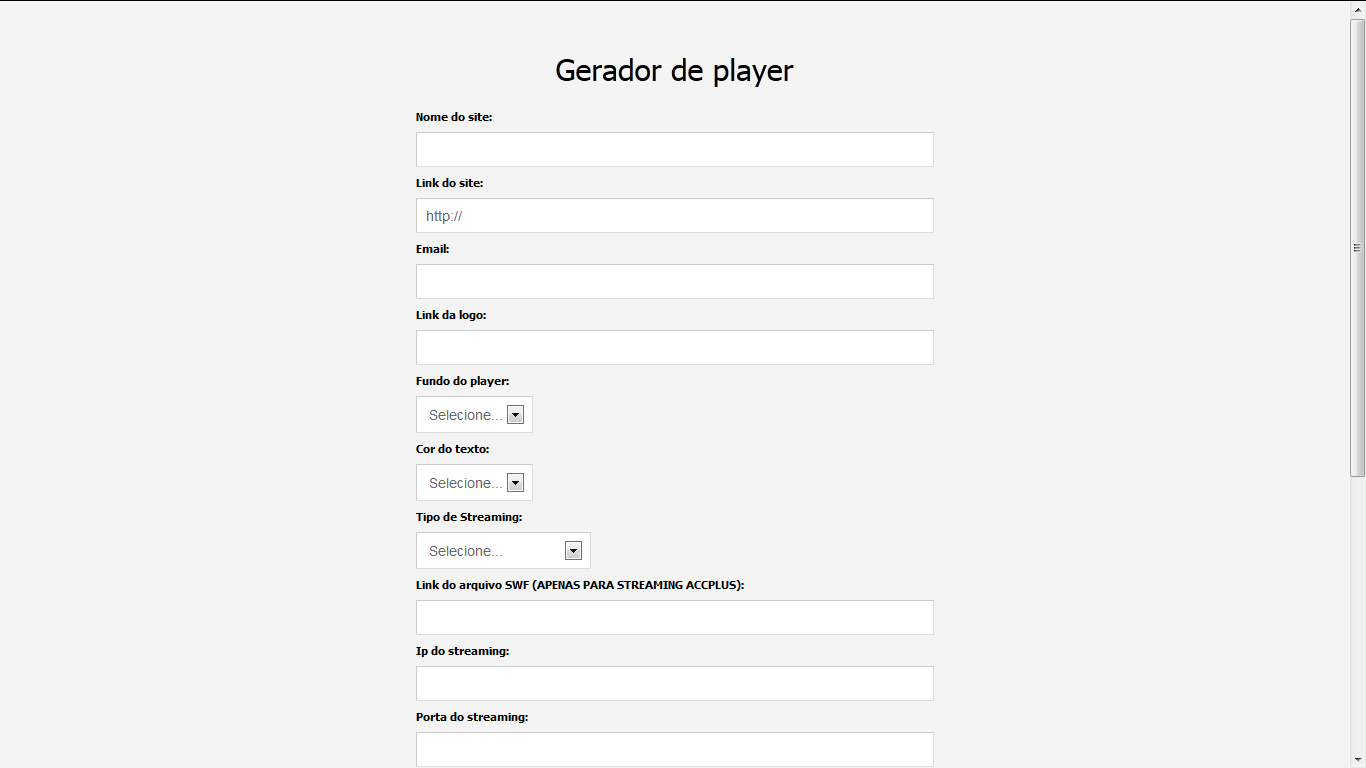 Gerador de player
Nome do site:
Link do site:
http://
Email:
Link da logo:
Fundo do player:
Selecione...
Cor do texto:
Selecione...
Tipo de Streaming:
Selecione...
Link do arquivo SWF (APENAS PARA STREAMING ACCPLUS):
Ip do streaming:
Porta do streaming: